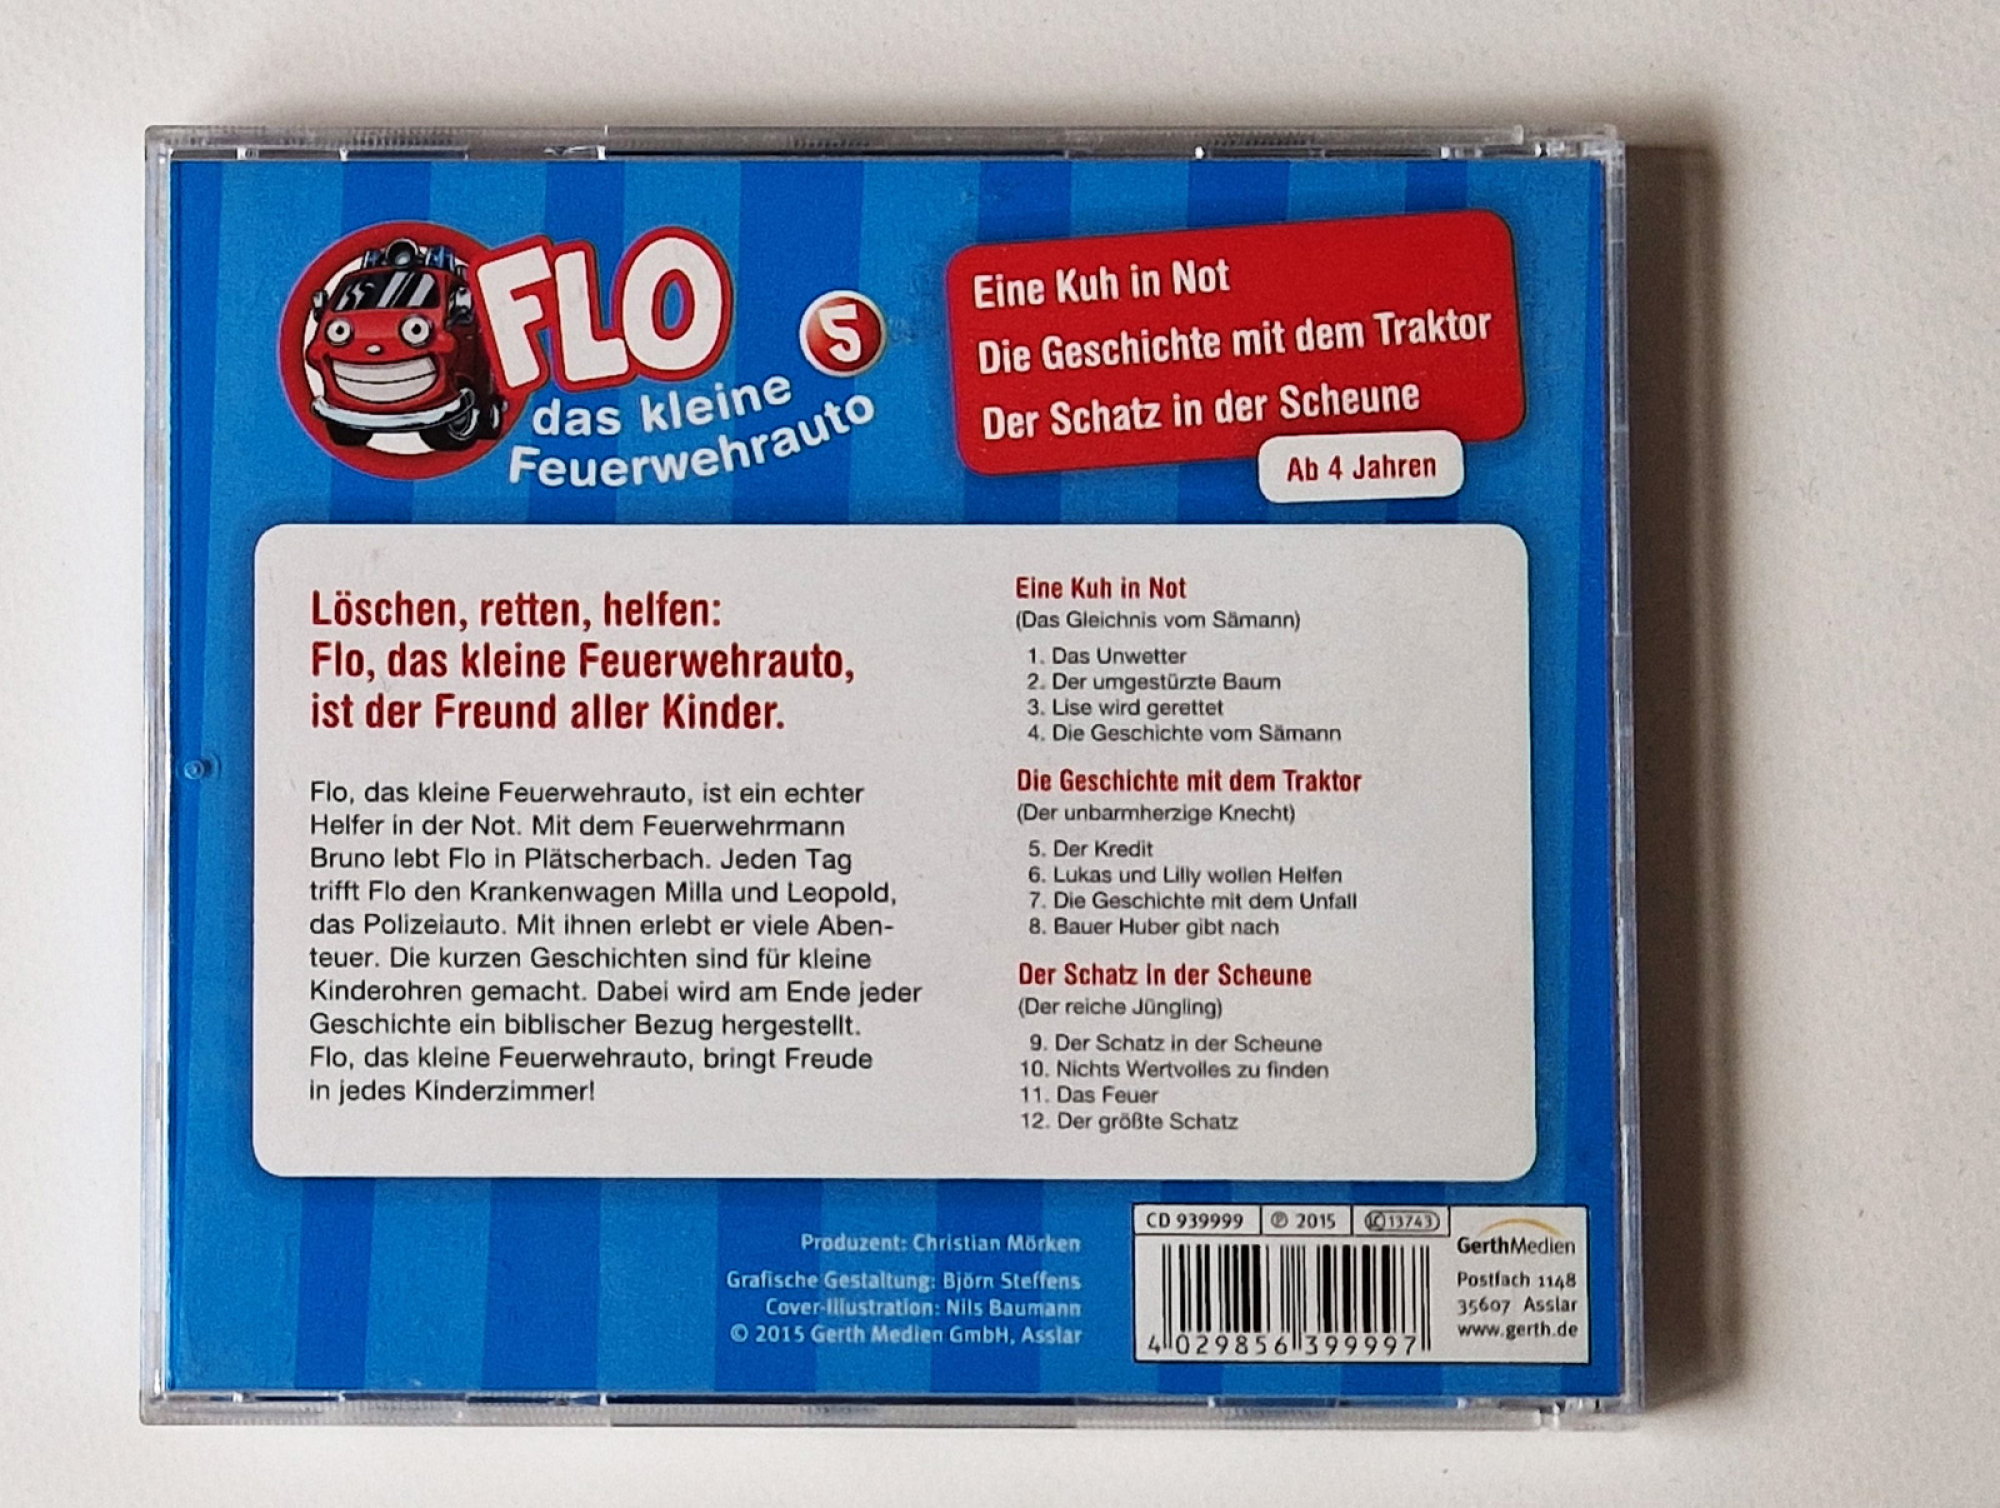 FLO
5
das kleine
Feuerwehrauto
Eine Kuh in Not
Die Geschichte mit dem Traktor
Der Schatz in der Scheune
Ab 4 Jahren
Löschen, retten, helfen:
Flo, das kleine Feuerwehrauto,
ist der Freund aller Kinder.
Flo, das kleine Feuerwehrauto, ist ein echter
Helfer in der Not. Mit dem Feuerwehrmann
Bruno lebt Flo in Plätscherbach. Jeden Tag
trifft Flo den Krankenwagen Milla und Leopold,
das Polizeiauto. Mit ihnen erlebt er viele Aben-
teuer. Die kurzen Geschichten sind für kleine
Kinderohren gemacht. Dabei wird am Ende jeder
Geschichte ein biblischer Bezug hergestellt.
Flo, das kleine Feuerwehrauto, bringt Freude
in jedes Kinderzimmer!
Eine Kuh in Not
(Das Gleichnis vom Sämann)
1. Das Unwetter
2. Der umgestürzte Baum
3. Lise wird gerettet
4. Die Geschichte vom Sämann
Die Geschichte mit dem Traktor
(Der unbarmherzige Knecht)
5. Der Kredit
6. Lukas und Lilly wollen Helfen
7. Die Geschichte mit dem Unfall
8. Bauer Huber gibt nach
Der Schatz in der Scheune
(Der reiche Jüngling)
9. Der Schatz in der Scheune
10. Nichts Wertvolles zu finden
11. Das Feuer
12. Der größte Schatz
Produzent: Christian Mörken
Grafische Gestaltung: Björn Steffens
Cover-Illustration: Nils Baumann
© 2015 Gerth Medien GmbH, Asslar
CD 939999
℗ 2015
LC 13743
4 029856 399997
GerthMedien
Postfach 1148
35607 Asslar
www.gerth.de